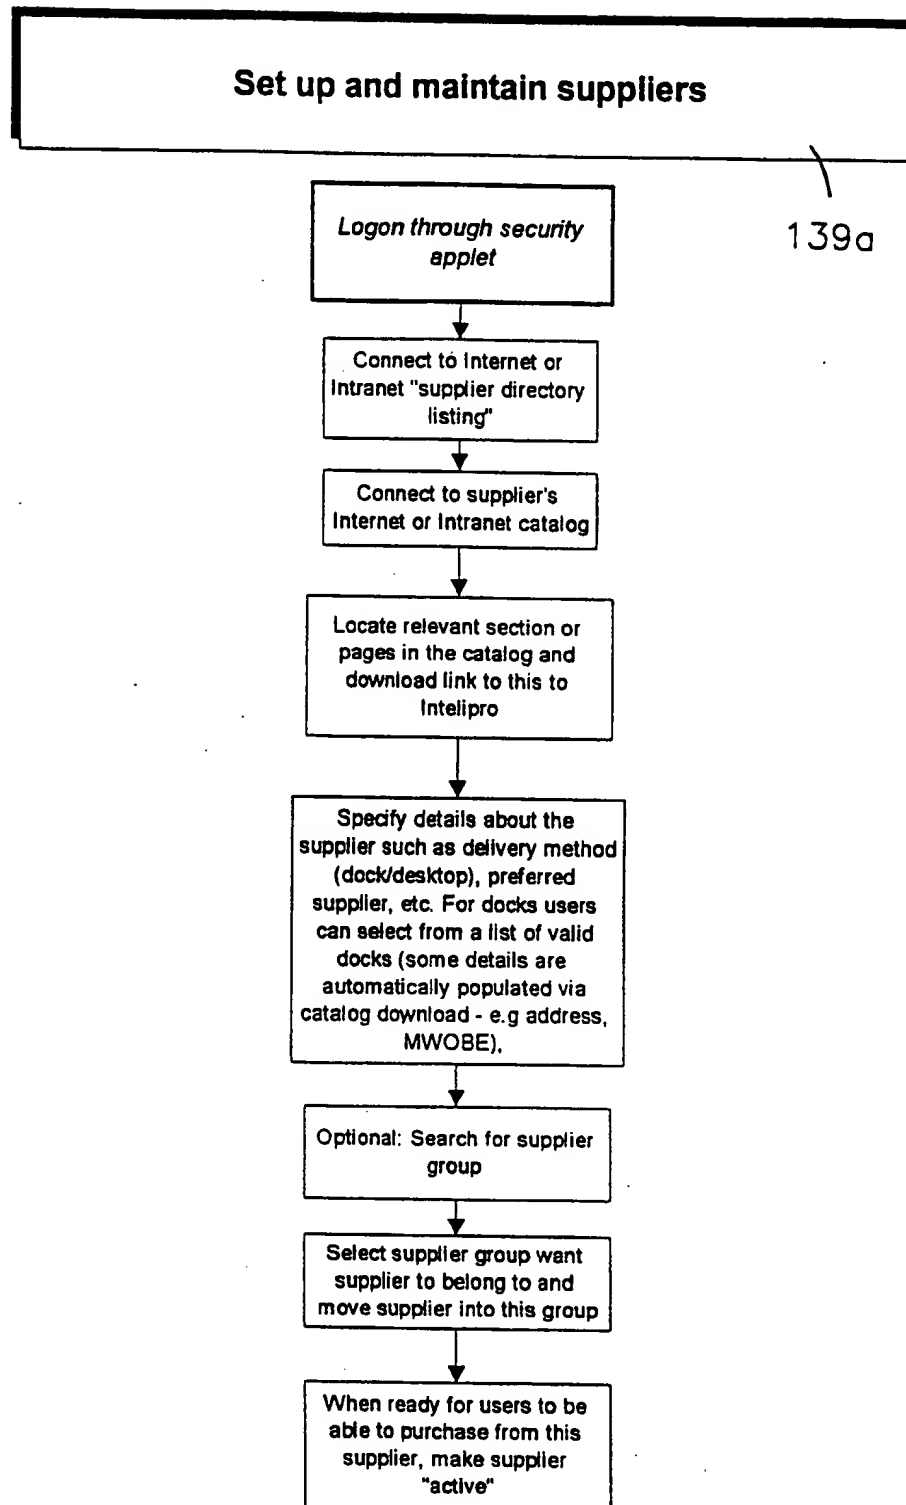 Set up and maintain suppliers
139a
Logon through security
applet
Connect to Internet or
Intranet "supplier directory
listing"
Connect to supplier's
Internet or Intranet catalog
Locate relevant section or
pages in the catalog and
download link to this to
Intelipro
Specify details about the
supplier such as delivery method
(dock/desktop), preferred
supplier, etc. For docks users
can select from a list of valid
docks (some details are
automatically populated via
catalog download - e.g address,
MWOBE),
Optional: Search for supplier
group
Select supplier group want
supplier to belong to and
move supplier into this group
When ready for users to be
able to purchase from this
supplier, make supplier
"active"